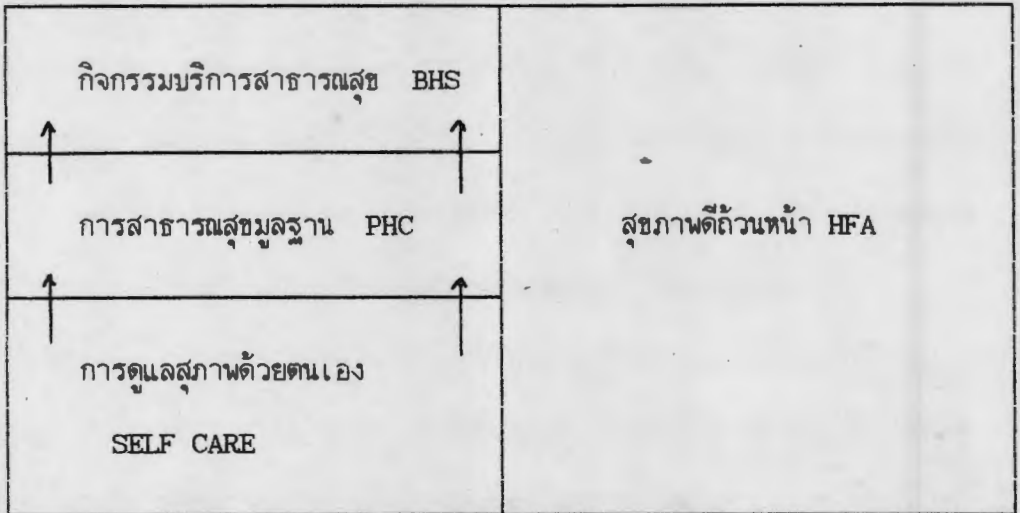 กิจกรรมบริการสาธารณสุข BHS
การสาธารณสุขมูลฐาน PHC
สุขภาพดีถ้วนหน้า HFA
การดูแลสุภาพด้วยตนเอง
SELF CARE